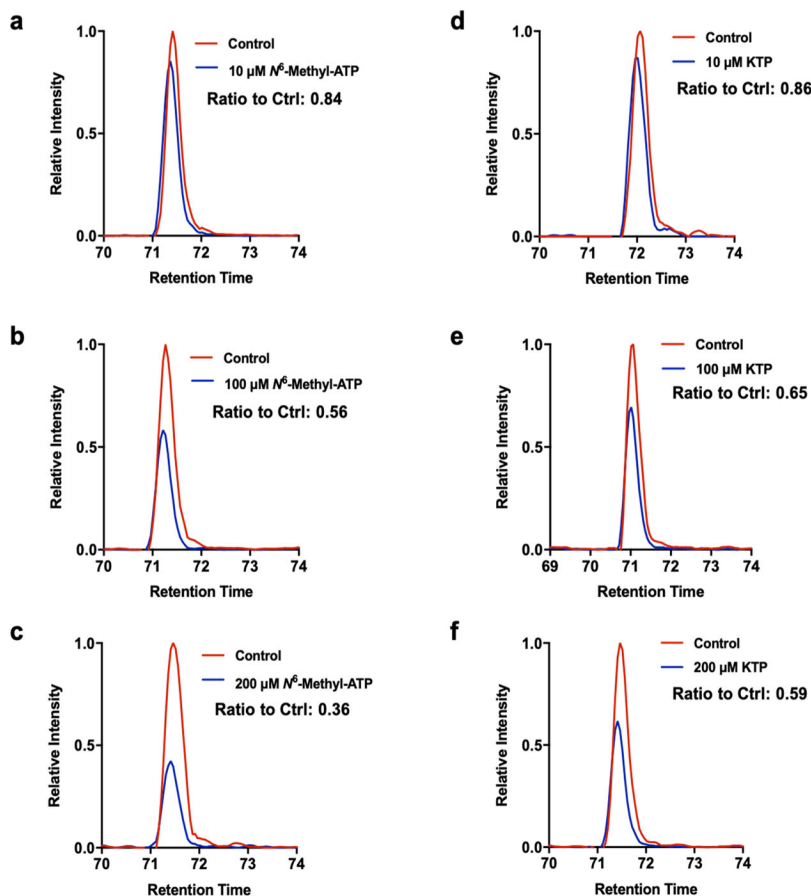 a
1.0
0.5
0.0
Relative Intensity
70 71 72 73 74
Retention Time
Control
10 µM N⁶-Methyl-ATP
Ratio to Ctrl: 0.84
d
1.0
0.5
0.0
Relative Intensity
70 71 72 73 74
Retention Time
Control
10 µM KTP
Ratio to Ctrl: 0.86
b
1.0
0.5
0.0
Relative Intensity
70 71 72 73 74
Retention Time
Control
100 µM N⁶-Methyl-ATP
Ratio to Ctrl: 0.56
e
1.0
0.5
0.0
Relative Intensity
69 70 71 72 73 74
Retention Time
Control
100 µM KTP
Ratio to Ctrl: 0.65
c
1.0
0.5
0.0
Relative Intensity
70 71 72 73 74
Retention Time
Control
200 µM N⁶-Methyl-ATP
Ratio to Ctrl: 0.36
f
1.0
0.5
0.0
Relative Intensity
70 71 72 73 74
Retention Time
Control
200 µM KTP
Ratio to Ctrl: 0.59